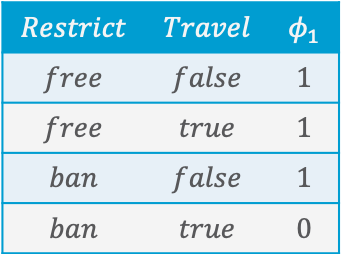 Restrict Travel ϕ₁
free false 1
free true 1
ban false 1
ban true 0